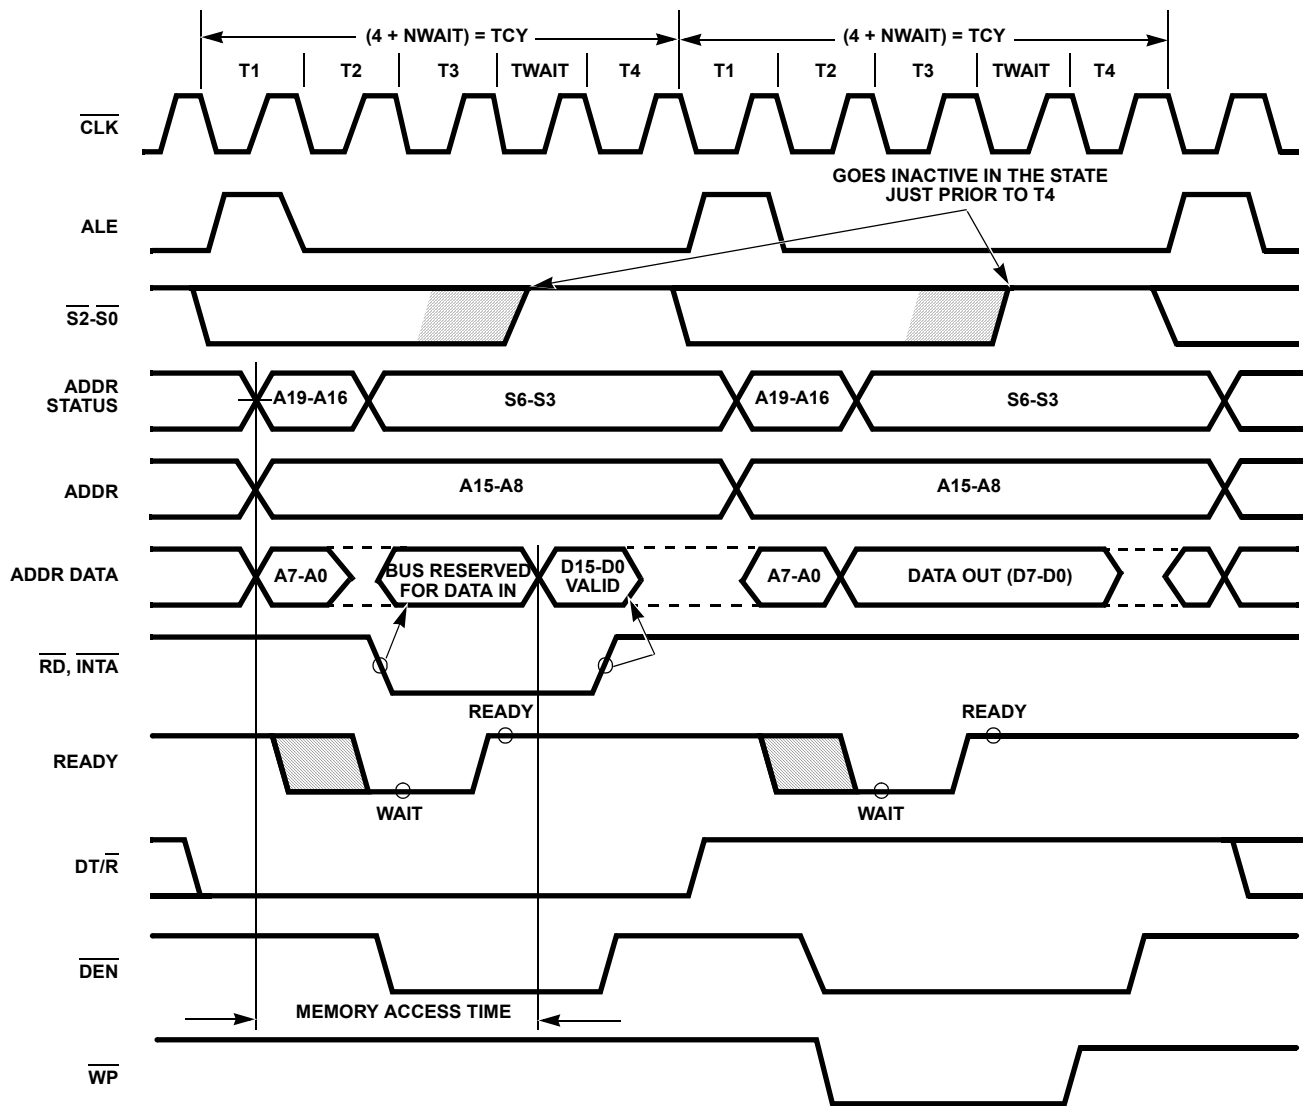 (4 + NWAIT) = TCY (4 + NWAIT) = TCY
T1 T2 T3 TWAIT T4 T1 T2 T3 TWAIT T4
CLK
GOES INACTIVE IN THE STATE
JUST PRIOR TO T4
ALE
S2-S0
ADDR
STATUS
A19-A16 S6-S3 A19-A16 S6-S3
ADDR A15-A8 A15-A8
ADDR DATA A7-A0
BUS RESERVED
FOR DATA IN
D15-D0
VALID
A7-A0 DATA OUT (D7-D0)
RD, INTA
READY READY
READY
WAIT WAIT
DT/R
DEN
MEMORY ACCESS TIME
WP